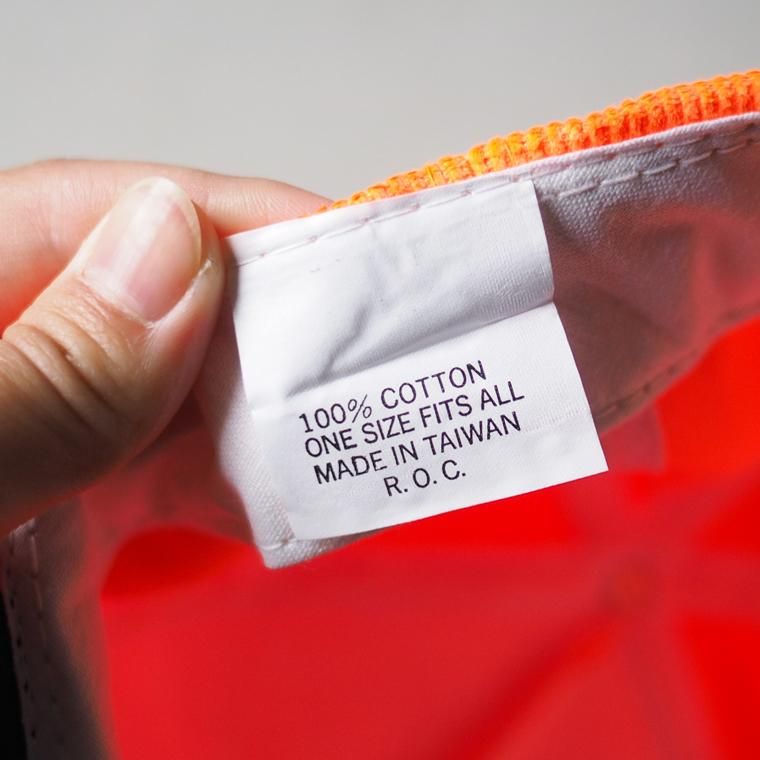 100% COTTON
ONE SIZE FITS ALL
MADE IN TAIWAN
R. O. C.